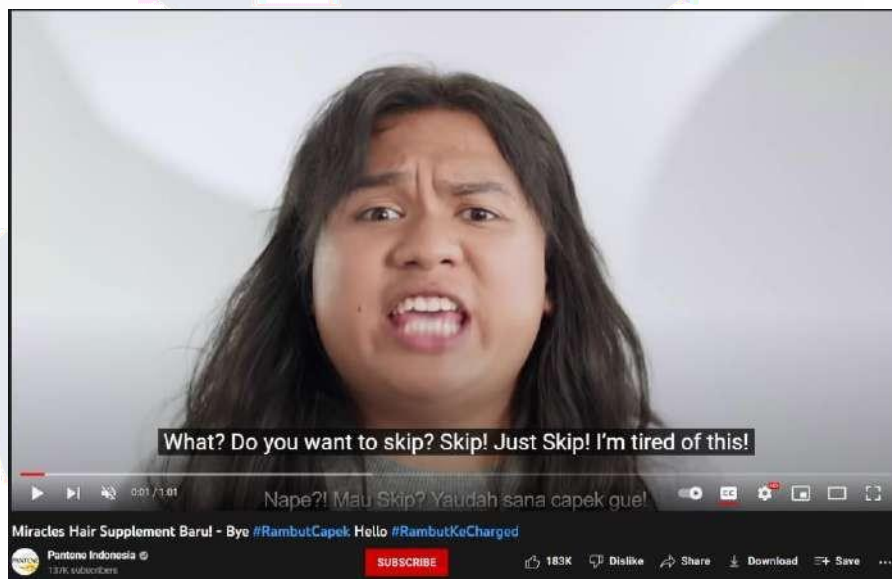 What? Do you want to skip? Skip! Just Skip! I'm tired of this!
0:01 / 1:01
Nape?! Mau Skip? Yaudah sana capek gue!
Miracles Hair Supplement Baru! - Bye #RambutCapek Hello #RambutKeCharged
PANTENE
Pantene Indonesia
137K subscribers
SUBSCRIBE
183K
Dislike
Share
Download
Save